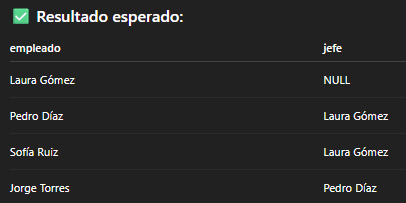 ✅ Resultado esperado:
empleado jefe
Laura Gómez NULL
Pedro Díaz Laura Gómez
Sofía Ruiz Laura Gómez
Jorge Torres Pedro Díaz